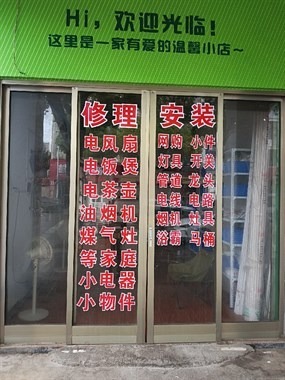 Hi，欢迎光临！
这里是一家有爱的温馨小店～
修理
电风扇
电饭煲
电茶壶
油烟机
煤气灶
等家庭
小电器
小物件
安装
网购小件
灯具开关
管道龙头
电线电路
烟机灶具
浴霸马桶